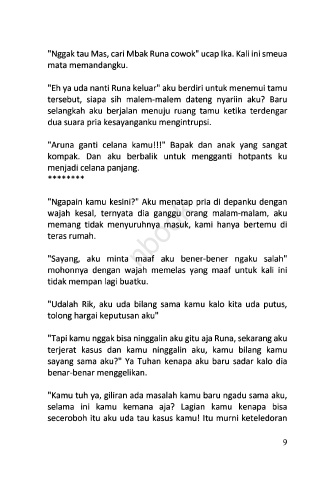 "Nggak tau Mas, cari Mbak Runa cowok" ucap Ika. Kali ini smeua
mata memandangku.
"Eh ya uda nanti Runa keluar" aku berdiri untuk menemui tamu
tersebut, siapa sih malem-malem dateng nyariin aku? Baru
selangkah aku berjalan menuju ruang tamu ketika terdengar
dua suara pria kesayanganku mengintrupsi.
"Aruna ganti celana kamu!!!" Bapak dan anak yang sangat
kompak. Dan aku berbalik untuk mengganti hotpants ku
menjadi celana panjang.
********
"Ngapain kamu kesini?" Aku menatap pria di depanku dengan
wajah kesal, ternyata dia ganggu orang malam-malam, aku
memang tidak menyuruhnya masuk, kami hanya bertemu di
teras rumah.
"Sayang, aku minta maaf aku bener-bener ngaku salah"
mohonnya dengan wajah memelas yang maaf untuk kali ini
tidak mempan lagi buatku.
"Udalah Rik, aku uda bilang sama kamu kalo kita uda putus,
tolong hargai keputusan aku"
"Tapi kamu nggak bisa ninggalin aku gitu aja Runa, sekarang aku
terjerat kasus dan kamu ninggalin aku, kamu bilang kamu
sayang sama aku?" Ya Tuhan kenapa aku baru sadar kalo dia
benar-benar menggelikan.
"Kamu tuh ya, giliran ada masalah kamu baru ngadu sama aku,
selama ini kamu kemana aja? Lagian kamu kenapa bisa
seceroboh itu aku uda tau kasus kamu! Itu murni keteledoran
9